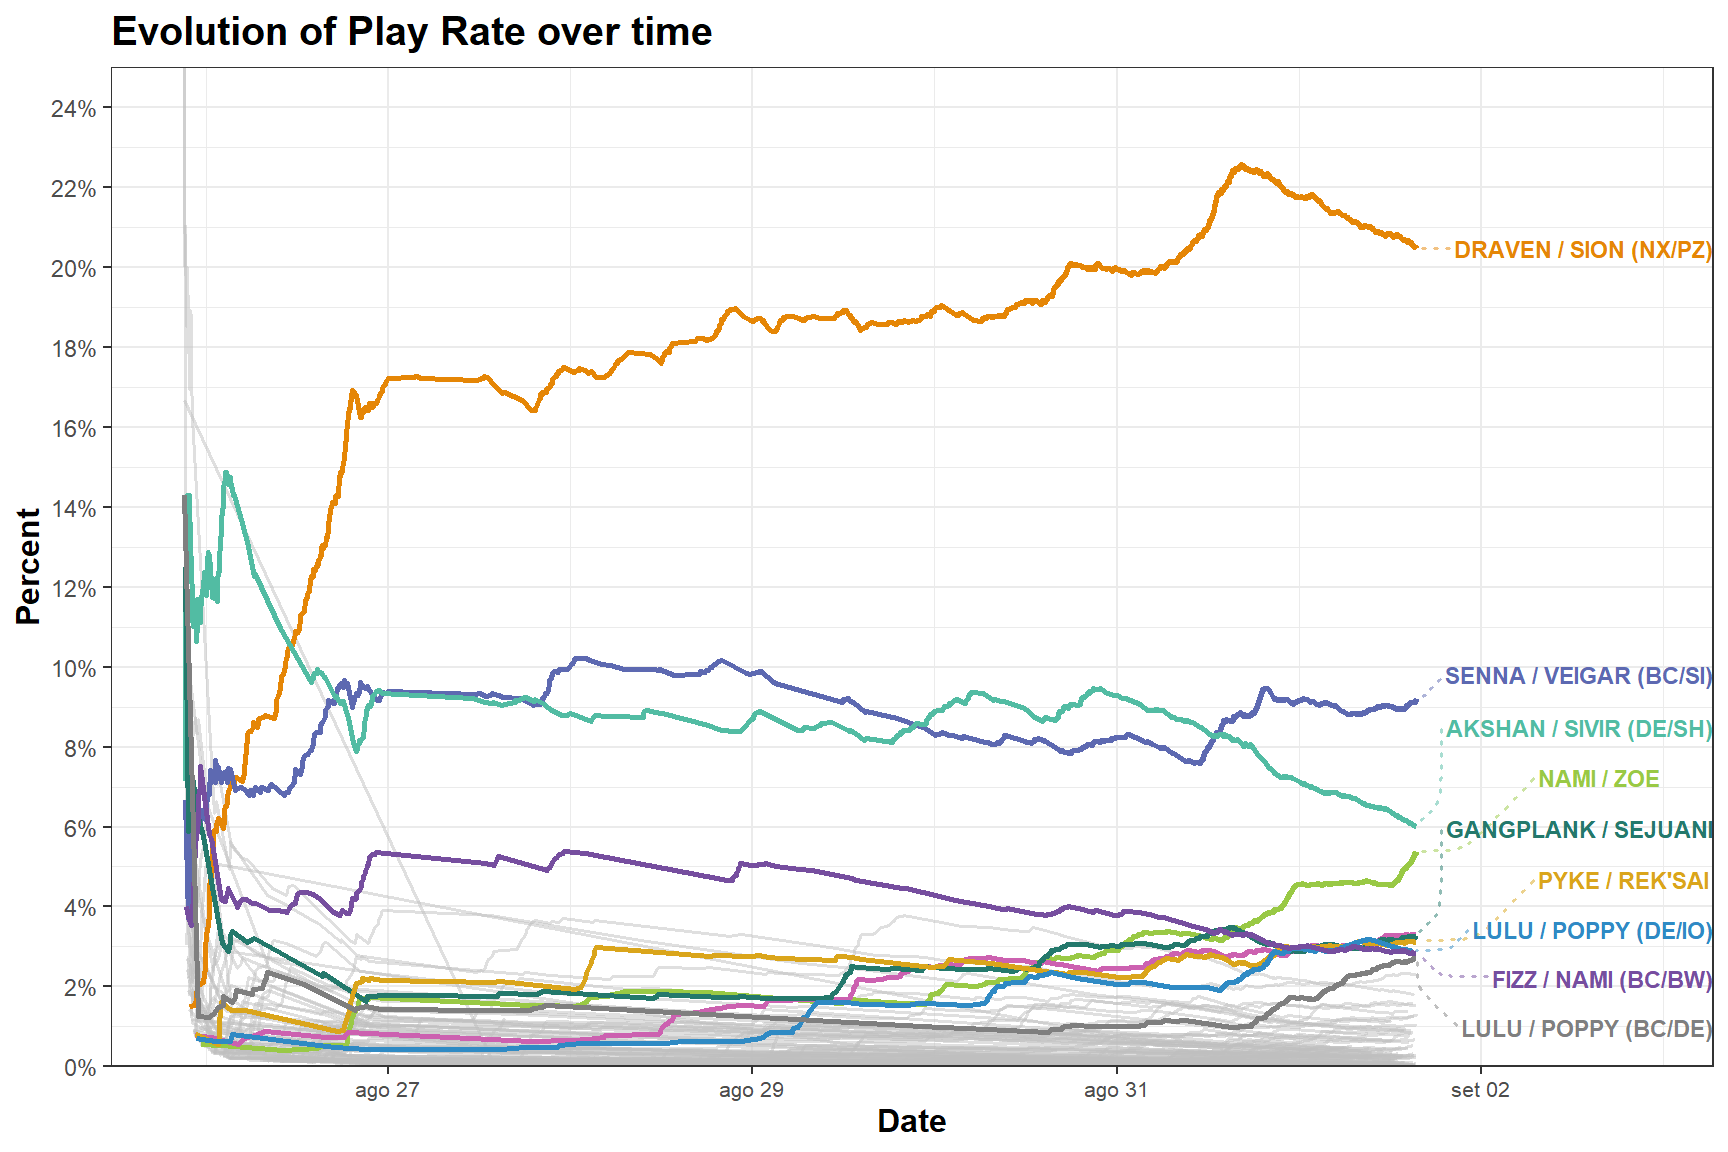 Evolution of Play Rate over time
Percent
24%
22%
20%
18%
16%
14%
12%
10%
8%
6%
4%
2%
0%
DRAVEN / SION (NX/PZ)
SENNA / VEIGAR (BC/SI)
AKSHAN / SIVIR (DE/SH)
NAMI / ZOE
GANGPLANK / SEJUANI
PYKE / REK'SAI
LULU / POPPY (DE/IO)
FIZZ / NAMI (BC/BW)
LULU / POPPY (BC/DE)
ago 27
ago 29
ago 31
set 02
Date